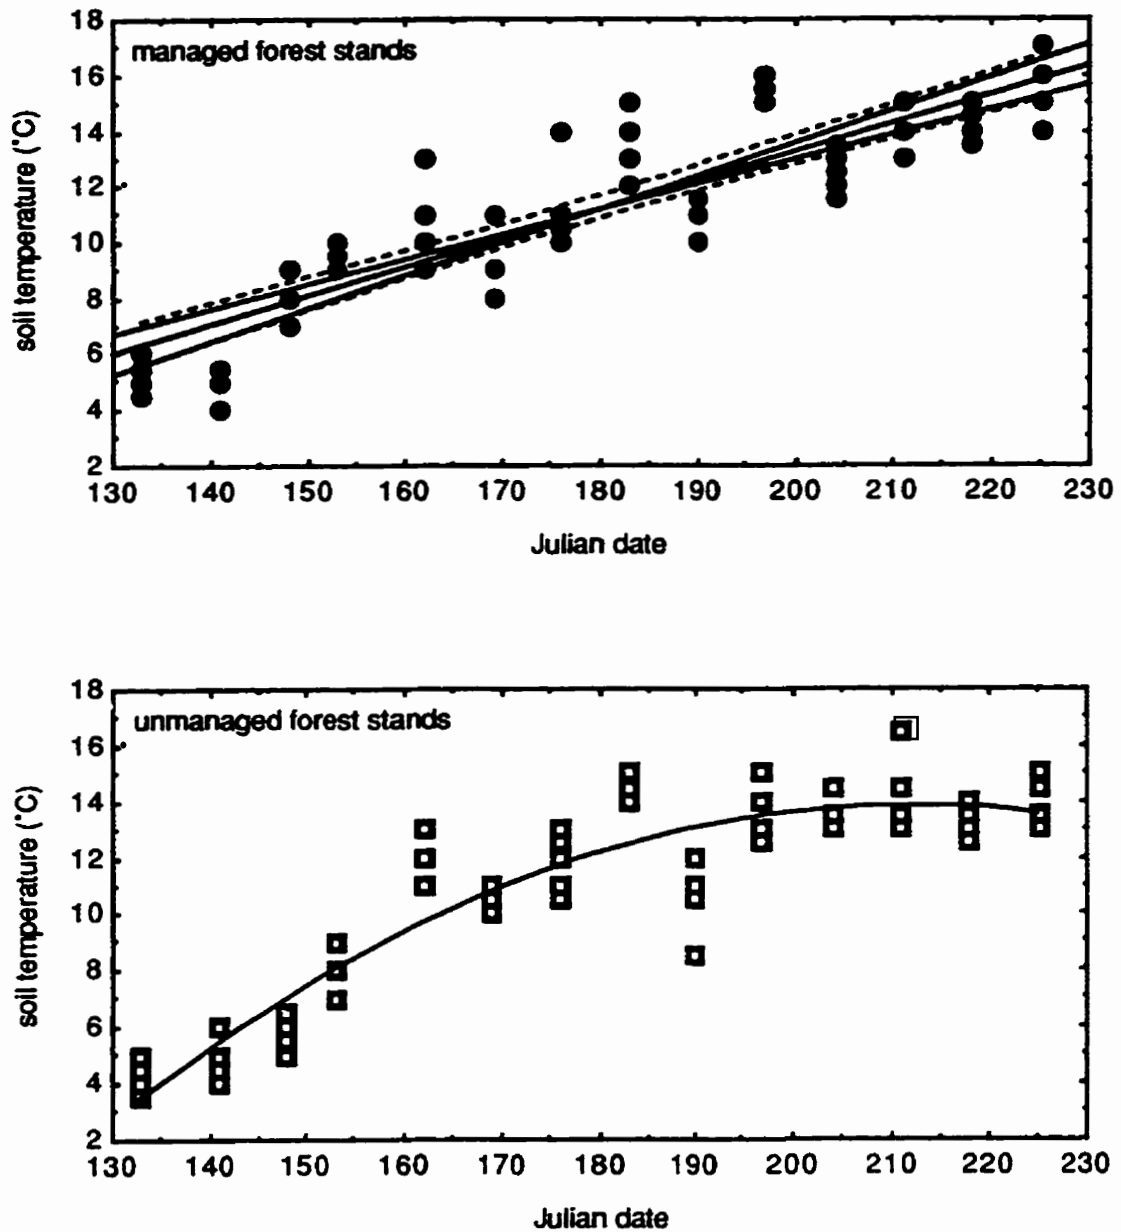 18
managed forest stands
16
14
12
10
8
6
4
2
soil temperature (°C)
130 140 150 160 170 180 190 200 210 220 230
Julian date
18
unmanaged forest stands
16
14
12
10
8
6
4
2
soil temperature (°C)
130 140 150 160 170 180 190 200 210 220 230
Julian date